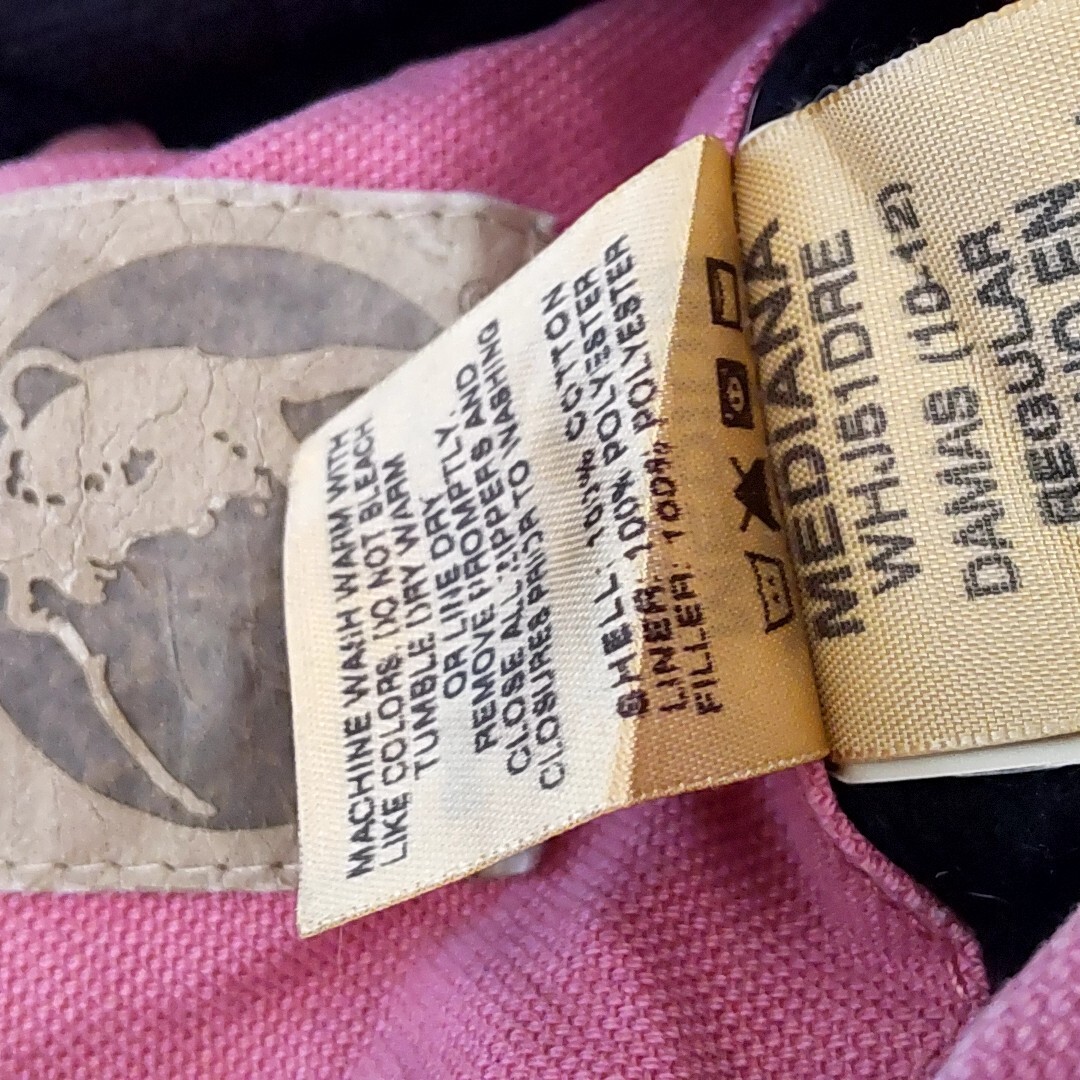 MACHINE WASH WARM WITH
LIKE COLORS. DO NOT BLEACH
TUMBLE DRY WARM
OR LINE DRY
REMOVE PROMPTLY.
CLOSE ALL ZIPPERS AND
CLOSURES PRIOR TO WASHING
SHELL: 100% COTTON
LINER: 100% POLYESTER
FILLER: 100% POLYESTER
MEDIANA
WHJ51DRE
DAMAS (10-12)
REGULAR